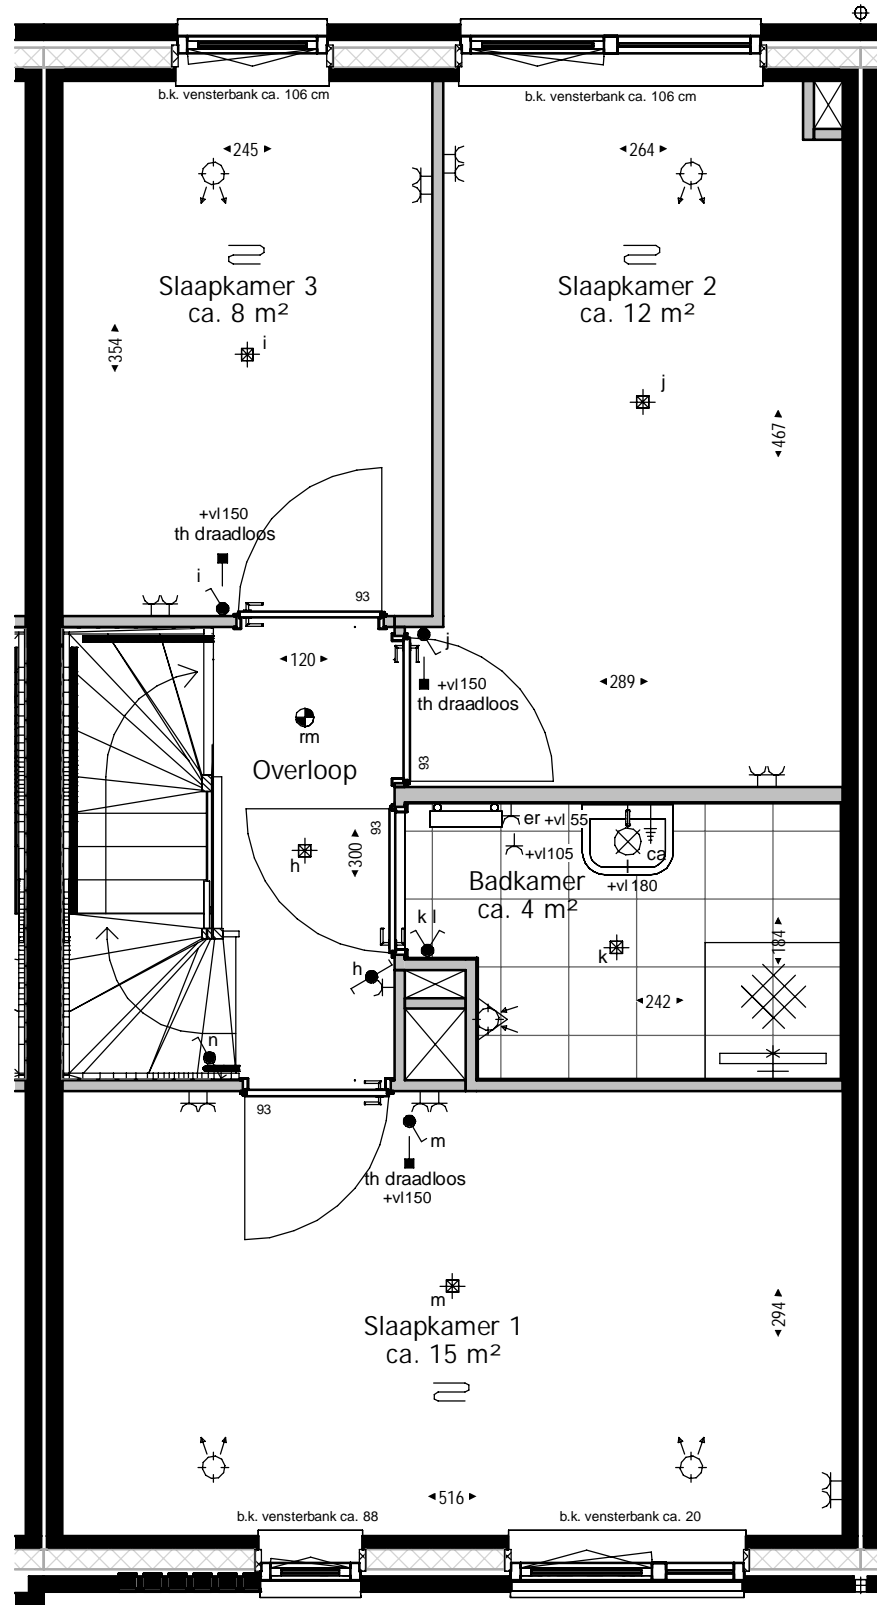 b.k. vensterbank ca. 106 cm
b.k. vensterbank ca. 106 cm
245
264
Slaapkamer 3
ca. 8 m²
Slaapkamer 2
ca. 12 m²
354
i
j
467
+vl150
th draadloos
i
93
120
j
+vl150
th draadloos
289
rm
Overloop
93
93
h
300
er +vl 55
+vl105
ca
+vl 180
Badkamer
ca. 4 m²
k l
k
184
h
242
n
93
m
th draadloos
+vl150
m
Slaapkamer 1
ca. 15 m²
294
516
b.k. vensterbank ca. 88
b.k. vensterbank ca. 20